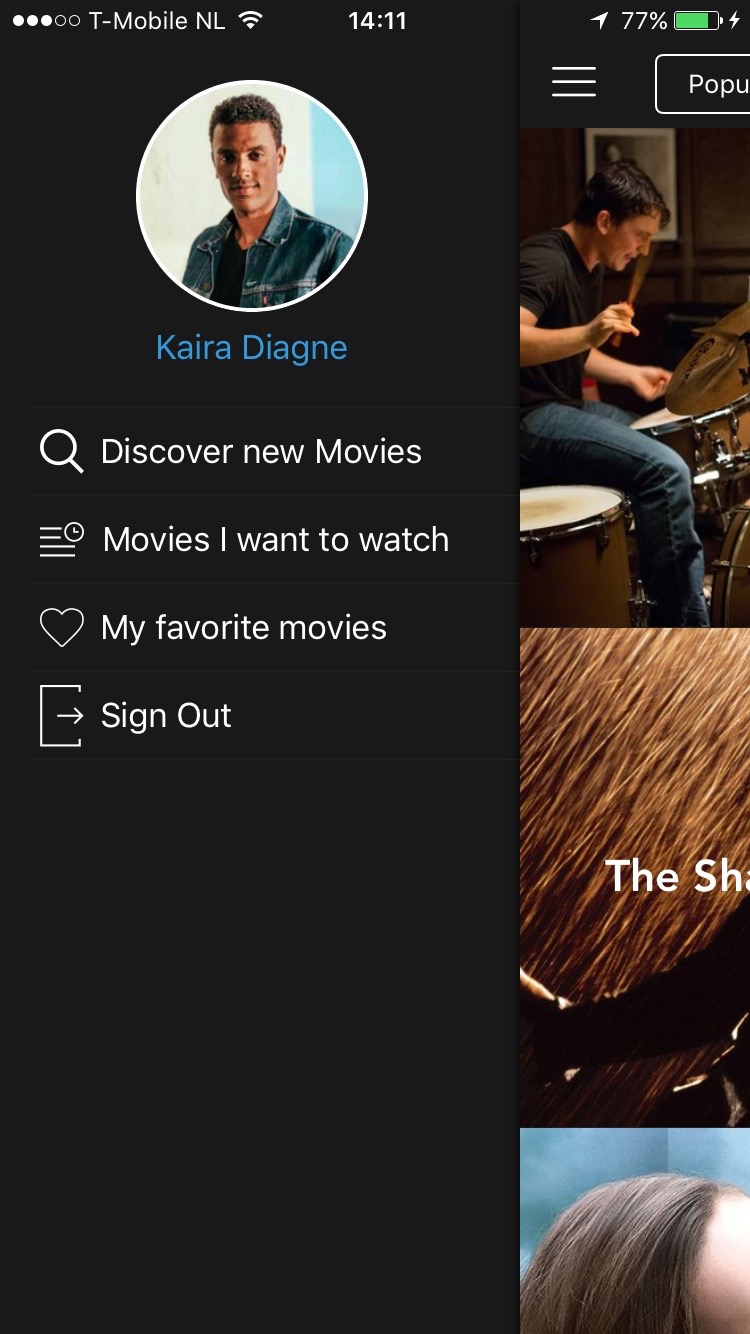 T-Mobile NL 14:11 77%
Popu
Kaira Diagne
Discover new Movies
Movies I want to watch
My favorite movies
Sign Out
The Sha